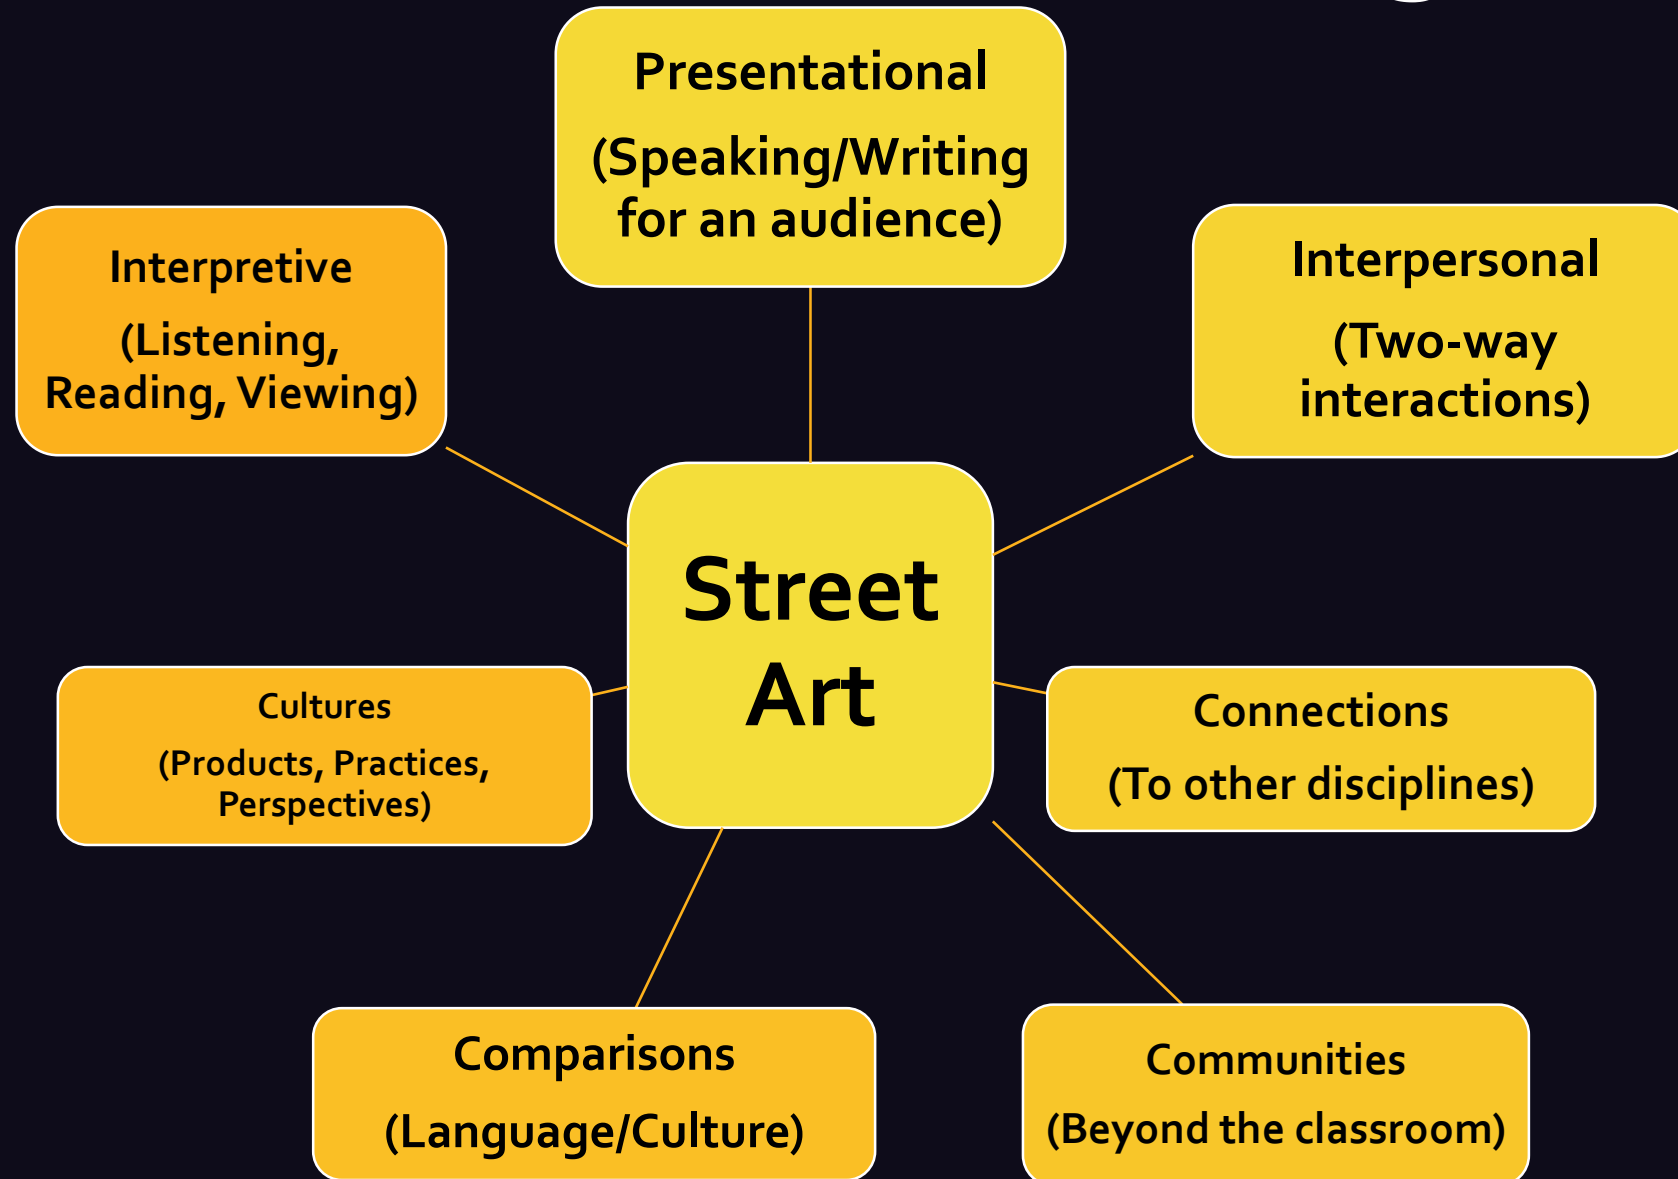 Presentational
(Speaking/Writing
for an audience)
Interpretive
(Listening,
Reading, Viewing)
Interpersonal
(Two-way
interactions)
Street
Art
Cultures
(Products, Practices,
Perspectives)
Connections
(To other disciplines)
Comparisons
(Language/Culture)
Communities
(Beyond the classroom)